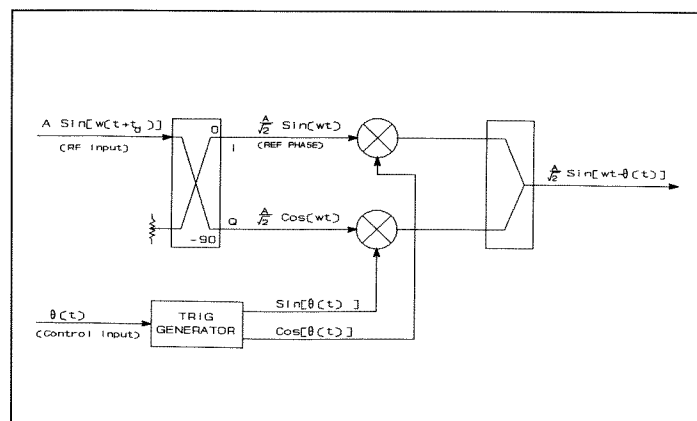 A Sin[w(t+t_g)]
(RF Input)
0
I
A/√2 Sin(wt)
(REF PHASE)
Q
-90
A/√2 Cos(wt)
A/√2 Sin[wt-θ(t)]
θ(t)
(Control Input)
TRIG
GENERATOR
Sin[θ(t) ]
Cos[θ(t) ]